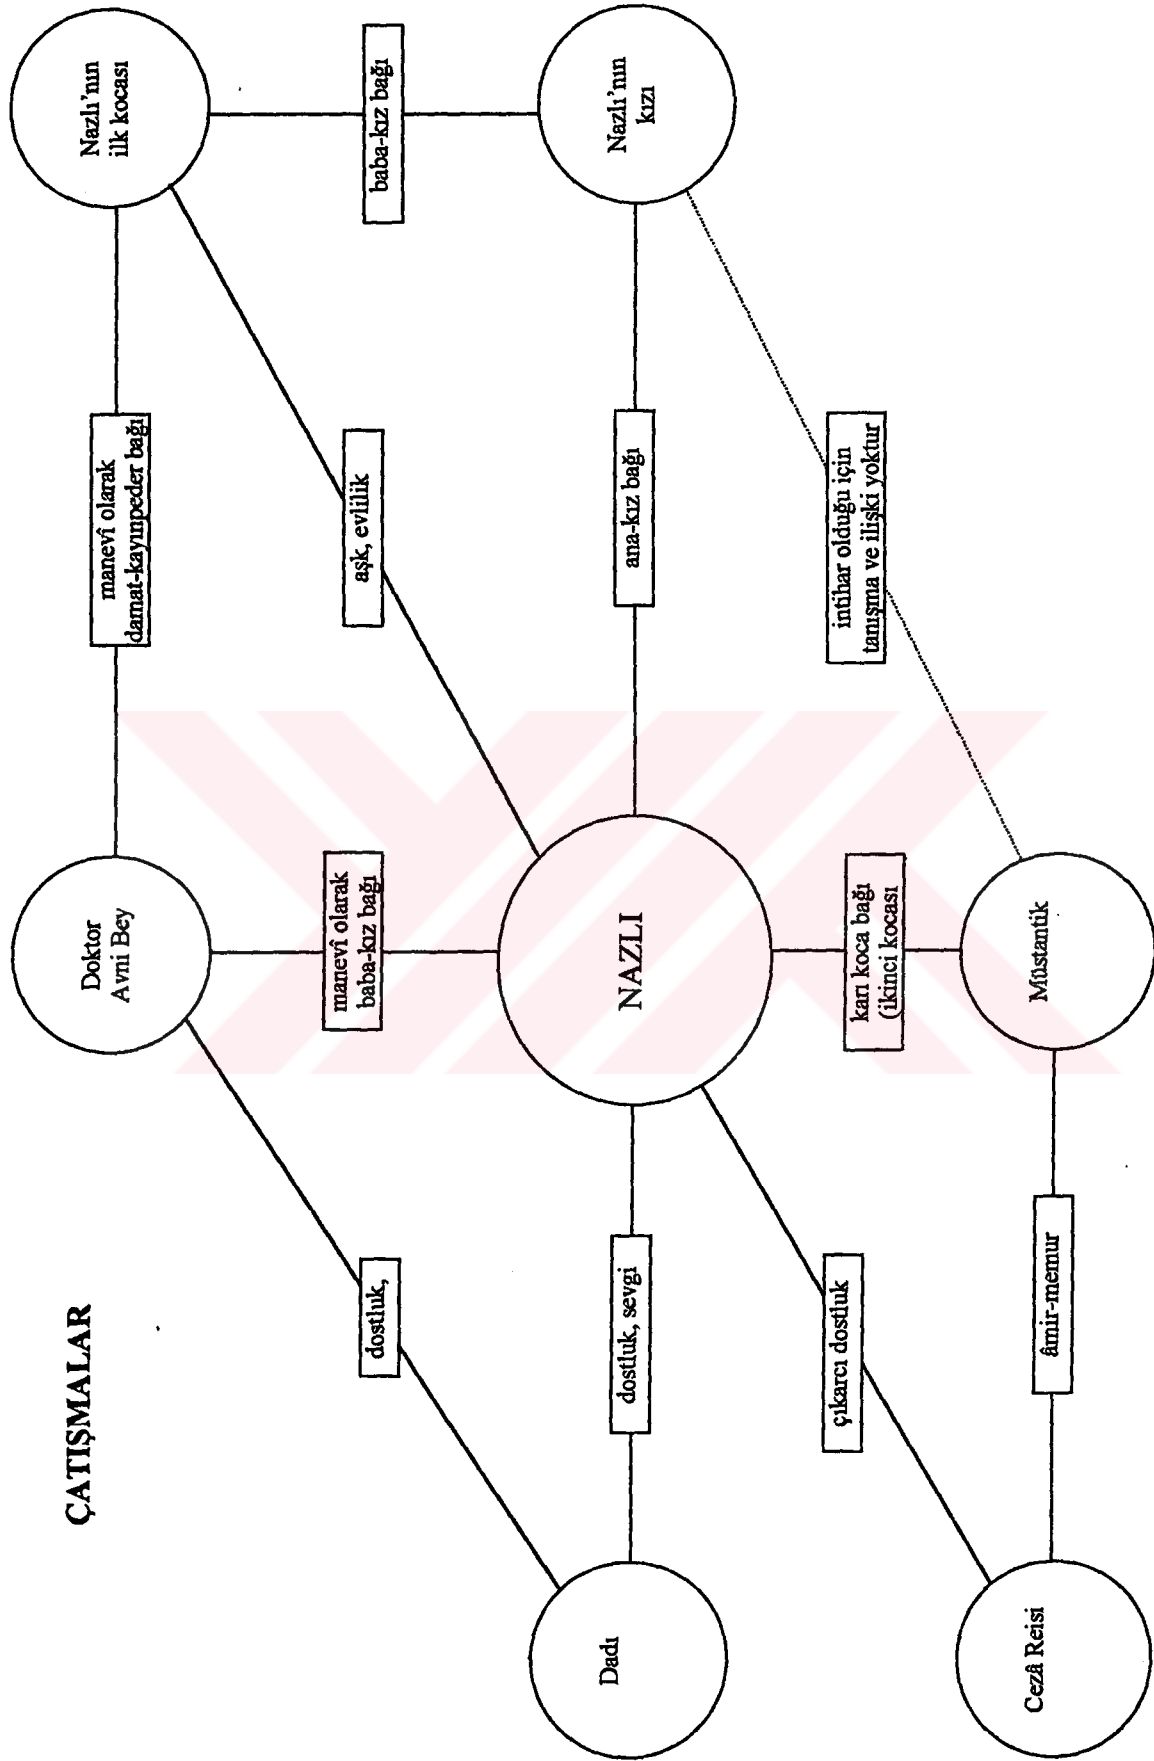 ÇATIŞMALAR
Doktor
Avni Bey
manevî olarak
damat-kayınpeder bağı
Nazlı'nın
ilk kocası
dostluk,
manevî olarak
baba-kız bağı
aşk, evlilik
baba-kız bağı
Dadı
dostluk, sevgi
NAZLI
ana-kız bağı
Nazlı'nın
kızı
çıkarcı dostluk
karı koca bağı
(ikinci kocası
intihar olduğu için
tanışma ve ilişki yoktur
Cezâ Reisi
âmir-memur
Müstantik